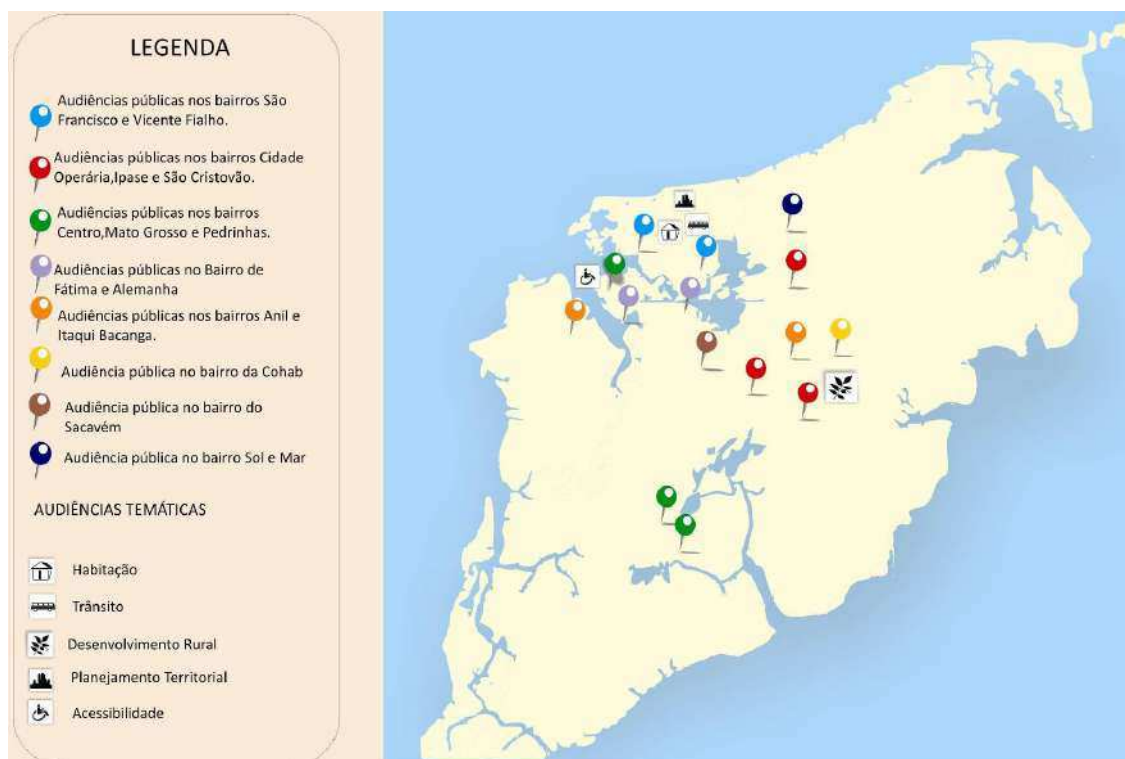 LEGENDA
Audiências públicas nos bairros São
Francisco e Vicente Fialho.
Audiências públicas nos bairros Cidade
Operária,Ipase e São Cristovão.
Audiências públicas nos bairros
Centro,Mato Grosso e Pedrinhas.
Audiências públicas no Bairro de
Fátima e Alemanha
Audiências públicas nos bairros Anil e
Itaqui Bacanga.
Audiência pública no bairro da Cohab
Audiência pública no bairro do
Sacavém
Audiência pública no bairro Sol e Mar
AUDIÊNCIAS TEMÁTICAS
Habitação
Trânsito
Desenvolvimento Rural
Planejamento Territorial
Acessibilidade